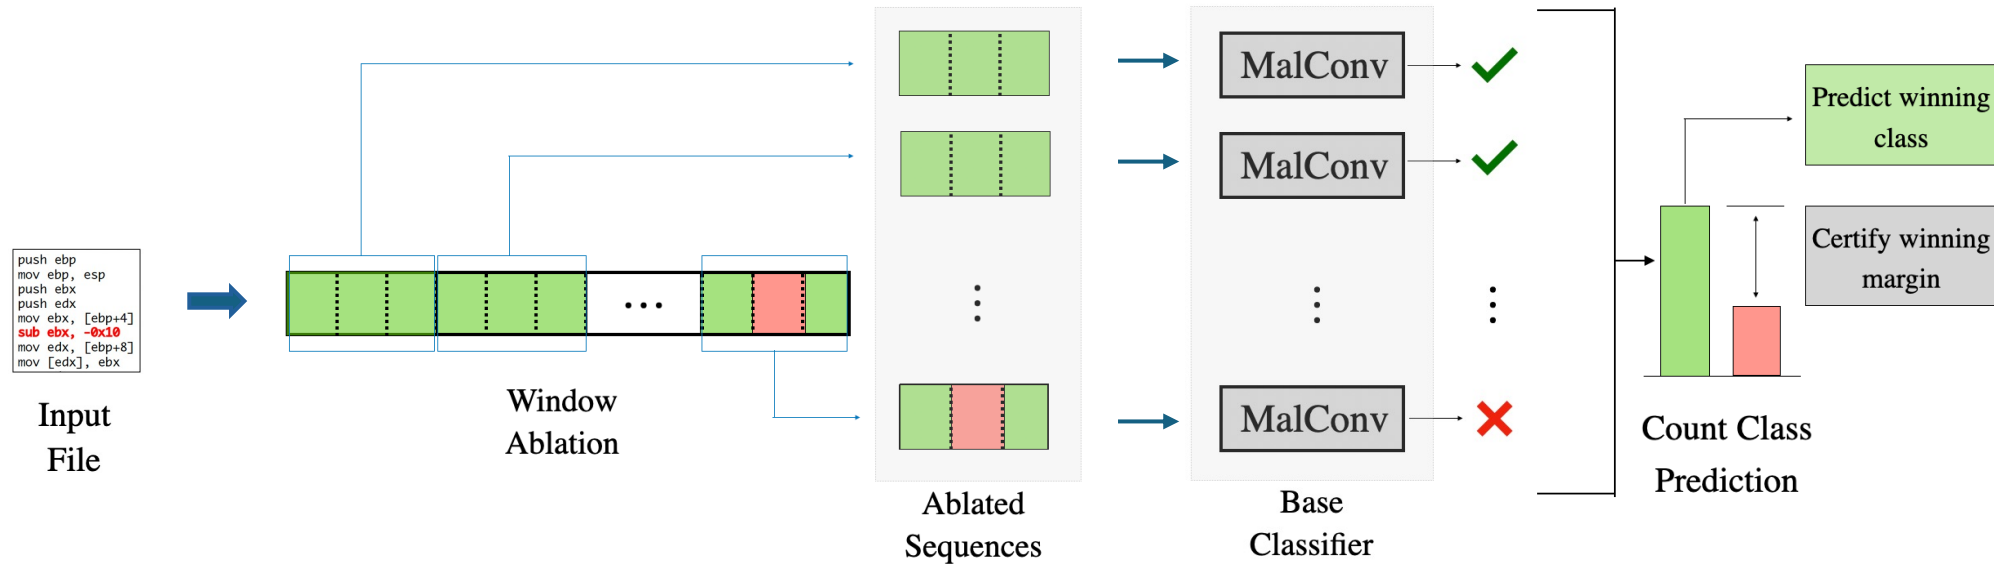 push ebp
mov ebp, esp
push ebx
push edx
mov ebx, [ebp+4]
sub ebx, -0x10
mov edx, [ebp+8]
mov [edx], ebx
Input
File
Window
Ablation
...
Ablated
Sequences
MalConv
MalConv
MalConv
Base
Classifier
Count Class
Prediction
Predict winning
class
Certify winning
margin